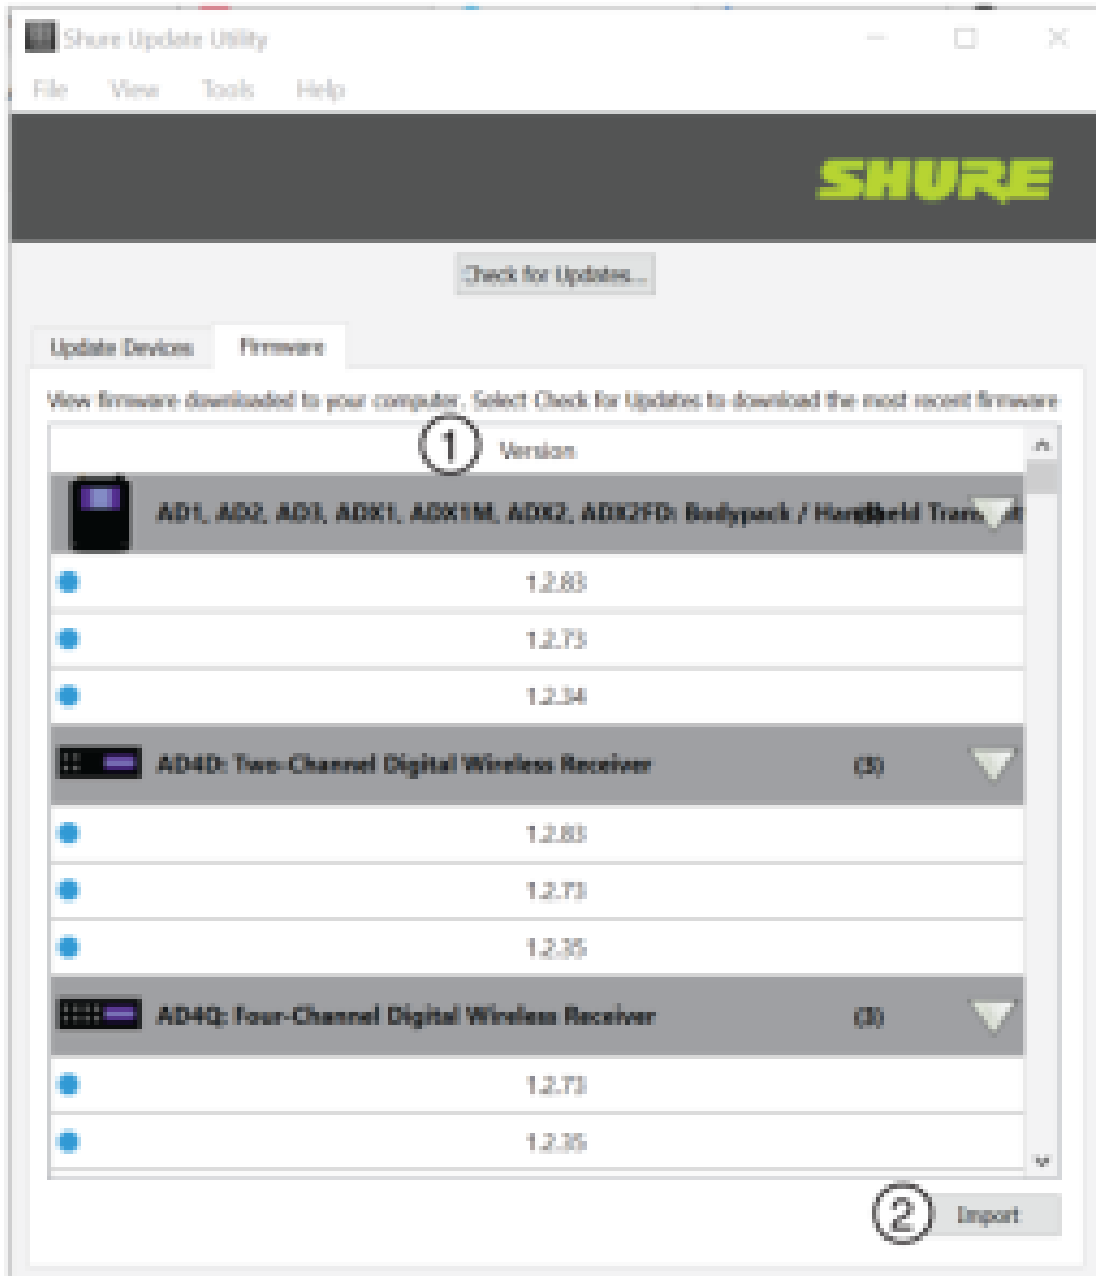 Shure Update Utility
File View Tools Help
SHURE
Check for Updates...
Update Devices Firmware
View firmware downloaded to your computer. Select Check for Updates to download the most recent firmware
1 Version
AD1, AD2, AD3, ADX1, ADX1M, ADX2, ADX2FD: Bodypack / Handheld
1.2.83
1.2.73
1.2.34
AD4D: Two-Channel Digital Wireless Receiver (3)
1.2.83
1.2.73
1.2.35
AD4Q: Four-Channel Digital Wireless Receiver (3)
1.2.73
1.2.35
2 Import